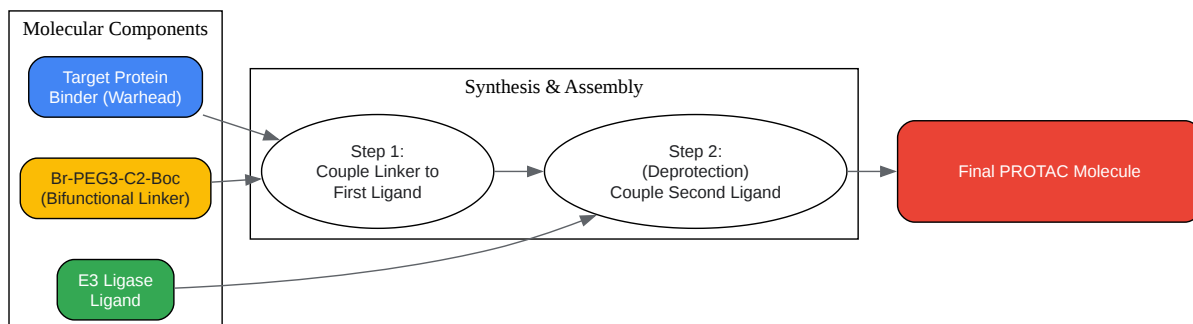 Molecular Components
Target Protein
Binder (Warhead)
Br-PEG3-C2-Boc
(Bifunctional Linker)
E3 Ligase
Ligand
Synthesis & Assembly
Step 1:
Couple Linker to
First Ligand
Step 2:
(Deprotection)
Couple Second Ligand
Final PROTAC Molecule